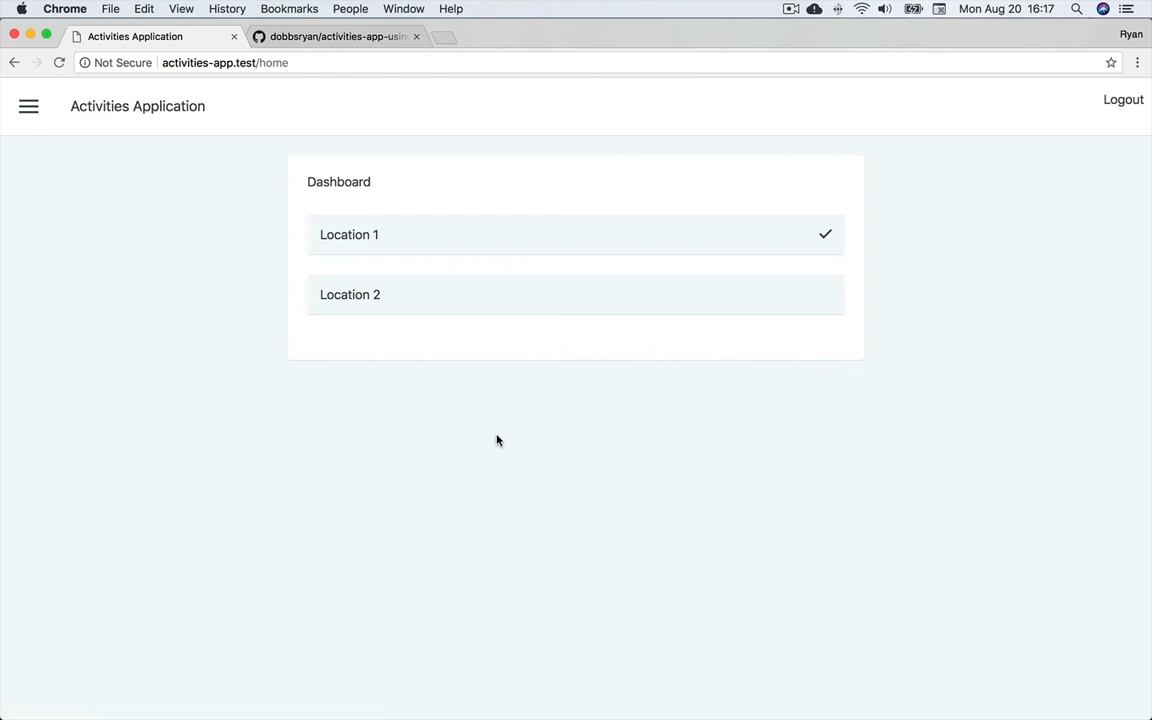 Chrome File Edit View History Bookmarks People Window Help Mon Aug 20 16:17
Activities Application dobbsryan/activities-app-usin Ryan
Not Secure activities-app.test/home
Activities Application Logout
Dashboard
Location 1
Location 2